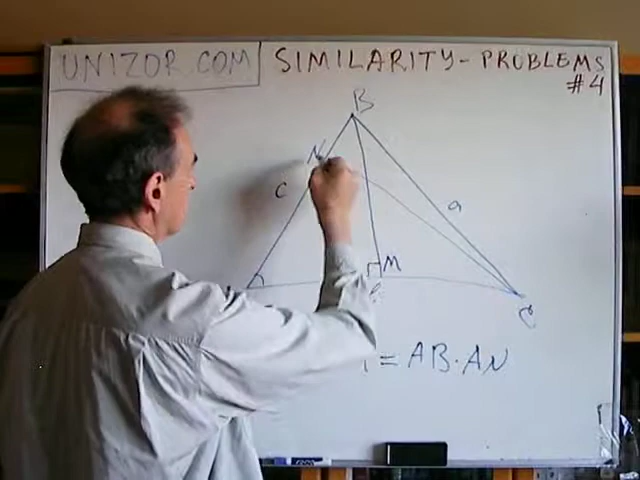 UNIZOR.COM
SIMILARITY - PROBLEMS
#4
B
N
c
a
M
C
= AB·AN